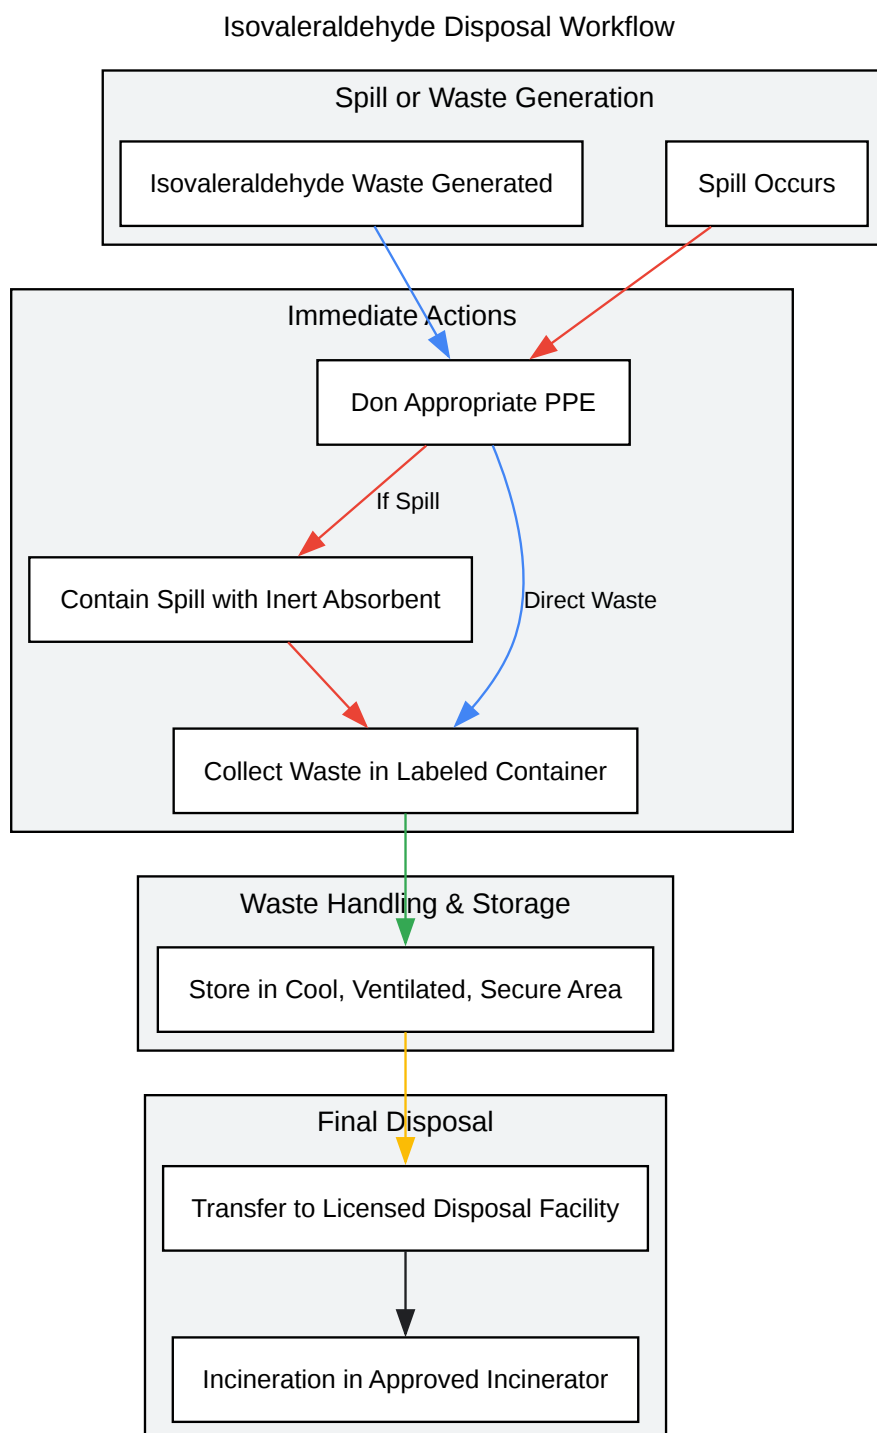 Isovaleraldehyde Disposal Workflow
Spill or Waste Generation
Isovaleraldehyde Waste Generated
Spill Occurs
Immediate Actions
Don Appropriate PPE
If Spill
Contain Spill with Inert Absorbent
Direct Waste
Collect Waste in Labeled Container
Waste Handling & Storage
Store in Cool, Ventilated, Secure Area
Final Disposal
Transfer to Licensed Disposal Facility
Incineration in Approved Incinerator